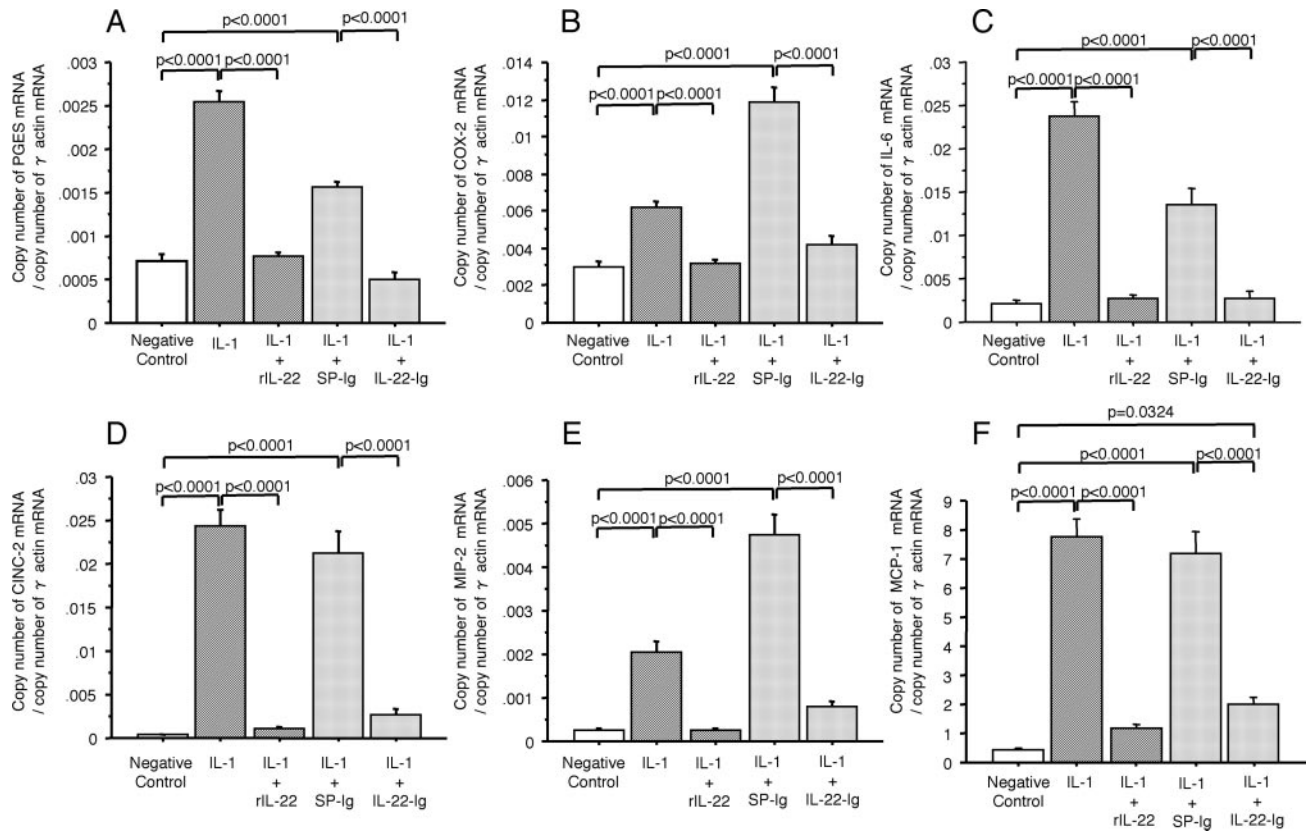 A
p<0.0001
p<0.0001
p<0.0001
p<0.0001
Copy number of PGES mRNA
/ copy number of γ actin mRNA
.003
.0025
.002
.0015
.001
.0005
0
Negative
Control
IL-1
IL-1
+
rIL-22
IL-1
+
SP-Ig
IL-1
+
IL-22-Ig
B
p<0.0001
p<0.0001
p<0.0001
p<0.0001
Copy number of COX-2 mRNA
/ copy number of γ actin mRNA
.014
.012
.01
.008
.006
.004
.002
0
Negative
Control
IL-1
IL-1
+
rIL-22
IL-1
+
SP-Ig
IL-1
+
IL-22-Ig
C
p<0.0001
p<0.0001
p<0.0001
p<0.0001
Copy number of IL-6 mRNA
/ copy number of γ actin mRNA
.03
.025
.02
.015
.01
.005
0
Negative
Control
IL-1
IL-1
+
rIL-22
IL-1
+
SP-Ig
IL-1
+
IL-22-Ig
D
p<0.0001
p<0.0001
p<0.0001
p<0.0001
Copy number of CINC-2 mRNA
/ copy number of γ actin mRNA
.03
.025
.02
.015
.01
.005
0
Negative
Control
IL-1
IL-1
+
rIL-22
IL-1
+
SP-Ig
IL-1
+
IL-22-Ig
E
p<0.0001
p<0.0001
p<0.0001
p<0.0001
Copy number of MIP-2 mRNA
/ copy number of γ actin mRNA
.006
.005
.004
.003
.002
.001
0
Negative
Control
IL-1
IL-1
+
rIL-22
IL-1
+
SP-Ig
IL-1
+
IL-22-Ig
F
p=0.0324
p<0.0001
p<0.0001
p<0.0001
p<0.0001
Copy number of MCP-1 mRNA
/ copy number of γ actin mRNA
9
8
7
6
5
4
3
2
1
0
Negative
Control
IL-1
IL-1
+
rIL-22
IL-1
+
SP-Ig
IL-1
+
IL-22-Ig